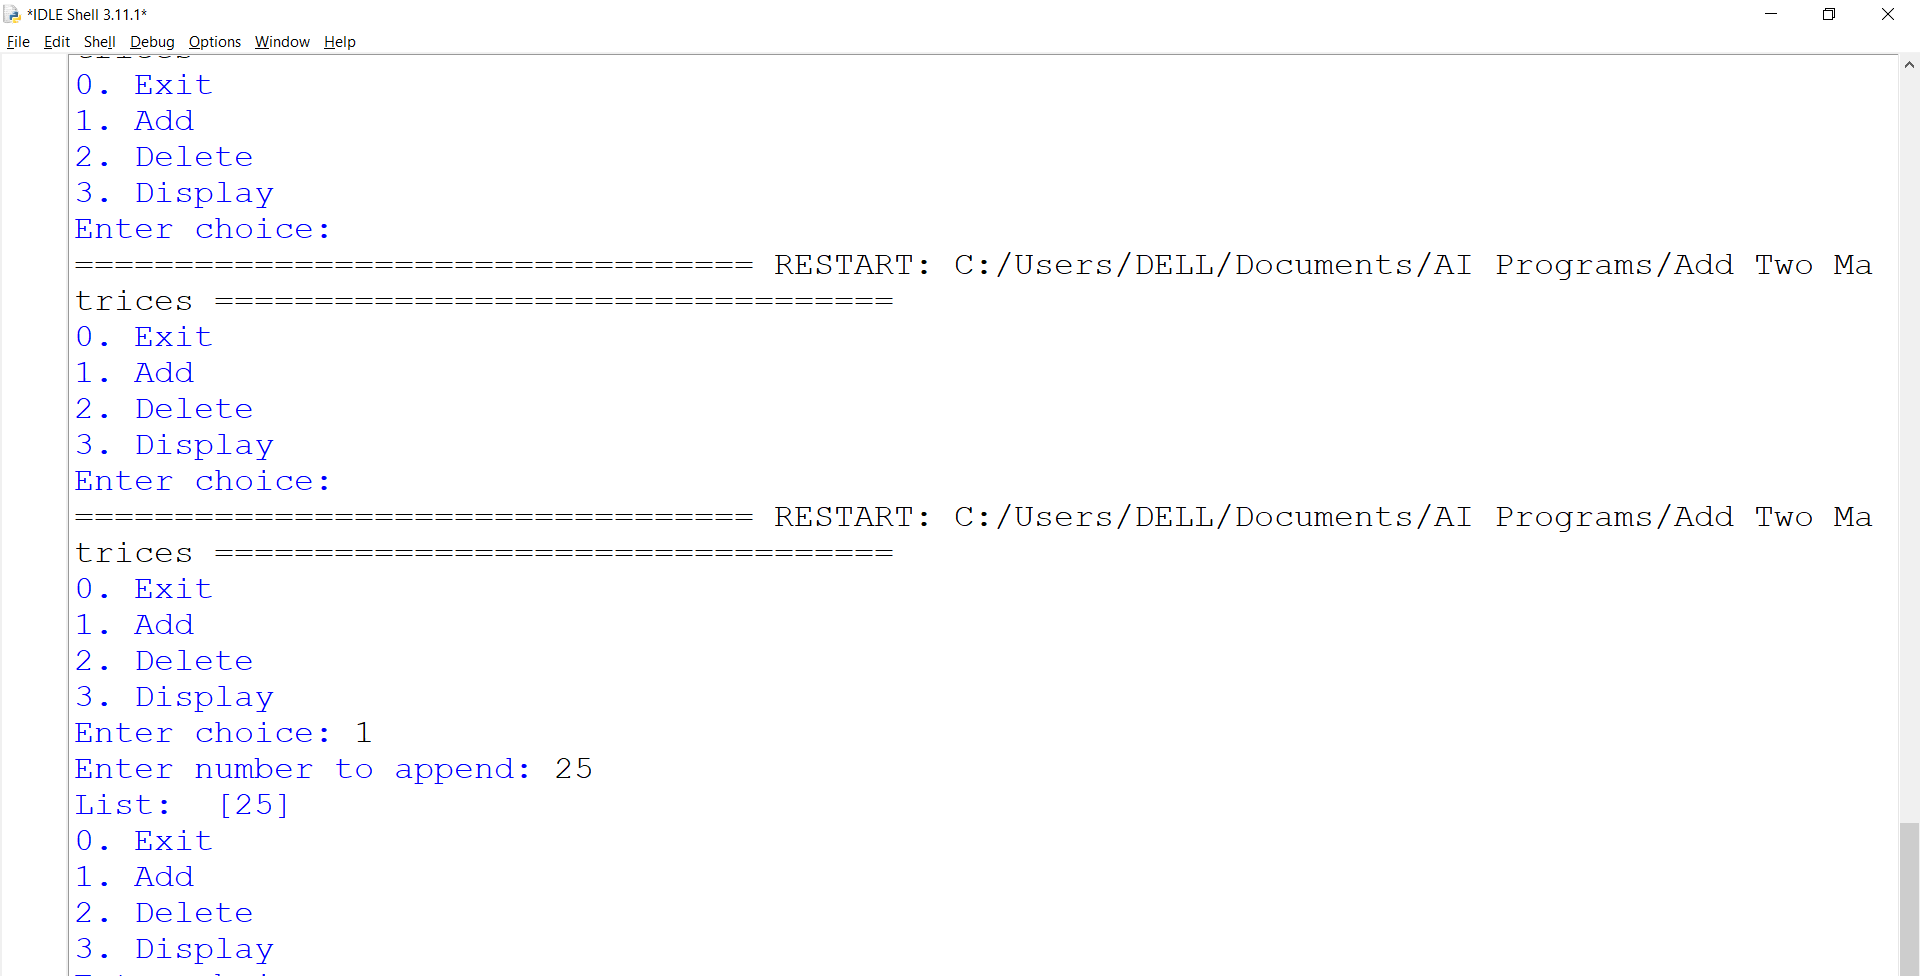 *IDLE Shell 3.11.1*
File Edit Shell Debug Options Window Help
0. Exit
1. Add
2. Delete
3. Display
Enter choice:
================================== RESTART: C:/Users/DELL/Documents/AI Programs/Add Two Ma
trices ==================================
0. Exit
1. Add
2. Delete
3. Display
Enter choice:
================================== RESTART: C:/Users/DELL/Documents/AI Programs/Add Two Ma
trices ==================================
0. Exit
1. Add
2. Delete
3. Display
Enter choice: 1
Enter number to append: 25
List:  [25]
0. Exit
1. Add
2. Delete
3. Display